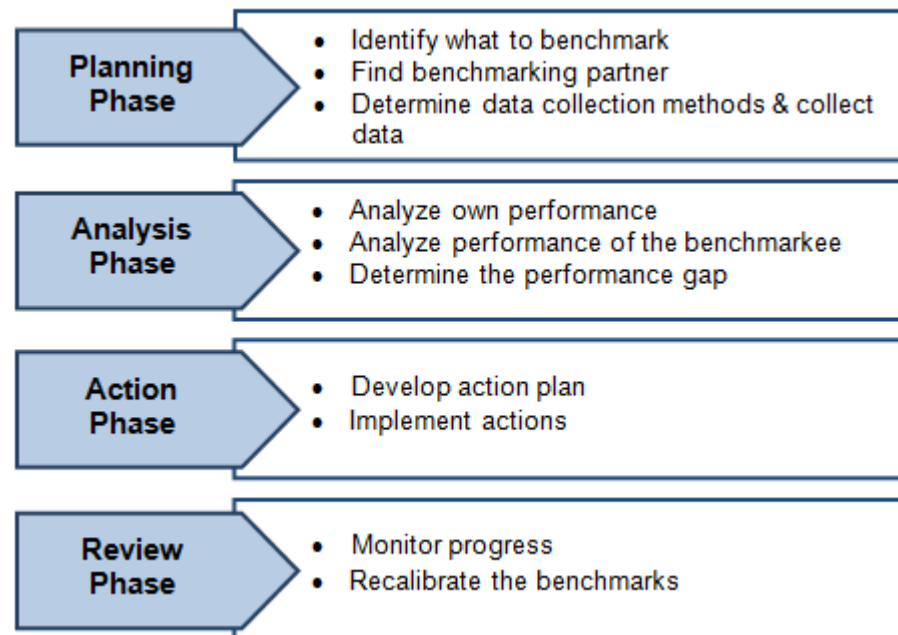 Planning
Phase
• Identify what to benchmark
• Find benchmarking partner
• Determine data collection methods & collect
data
Analysis
Phase
• Analyze own performance
• Analyze performance of the benchmarkee
• Determine the performance gap
Action
Phase
• Develop action plan
• Implement actions
Review
Phase
• Monitor progress
• Recalibrate the benchmarks